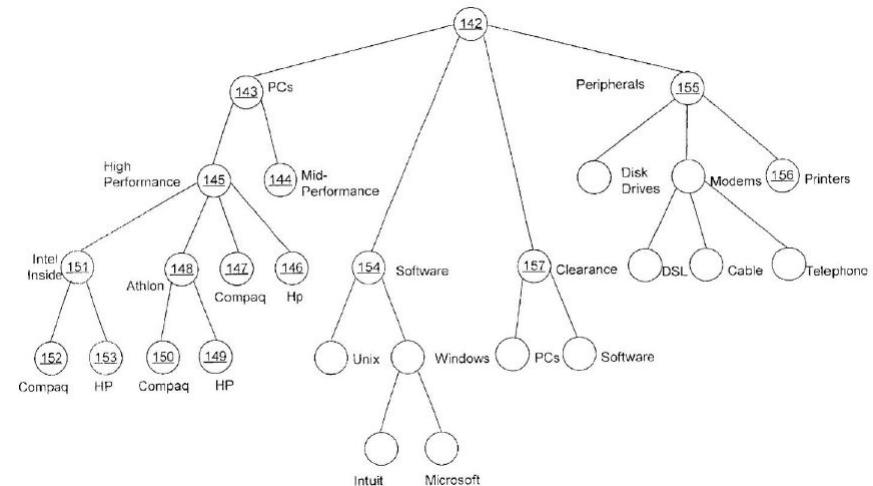 142
143 PCs
Peripherals 155
High
Performance
145
144 Mid-
Performance
Disk
Drives
Modems
156 Printers
Intel
Inside
151
Athlon 148
147
Compaq
146
Hp
154 Software
157 Clearance
DSL
Cable
Telephone
152
Compaq
153
HP
150
Compaq
149
HP
Unix
Windows
PCs
Software
Intuit
Microsoft